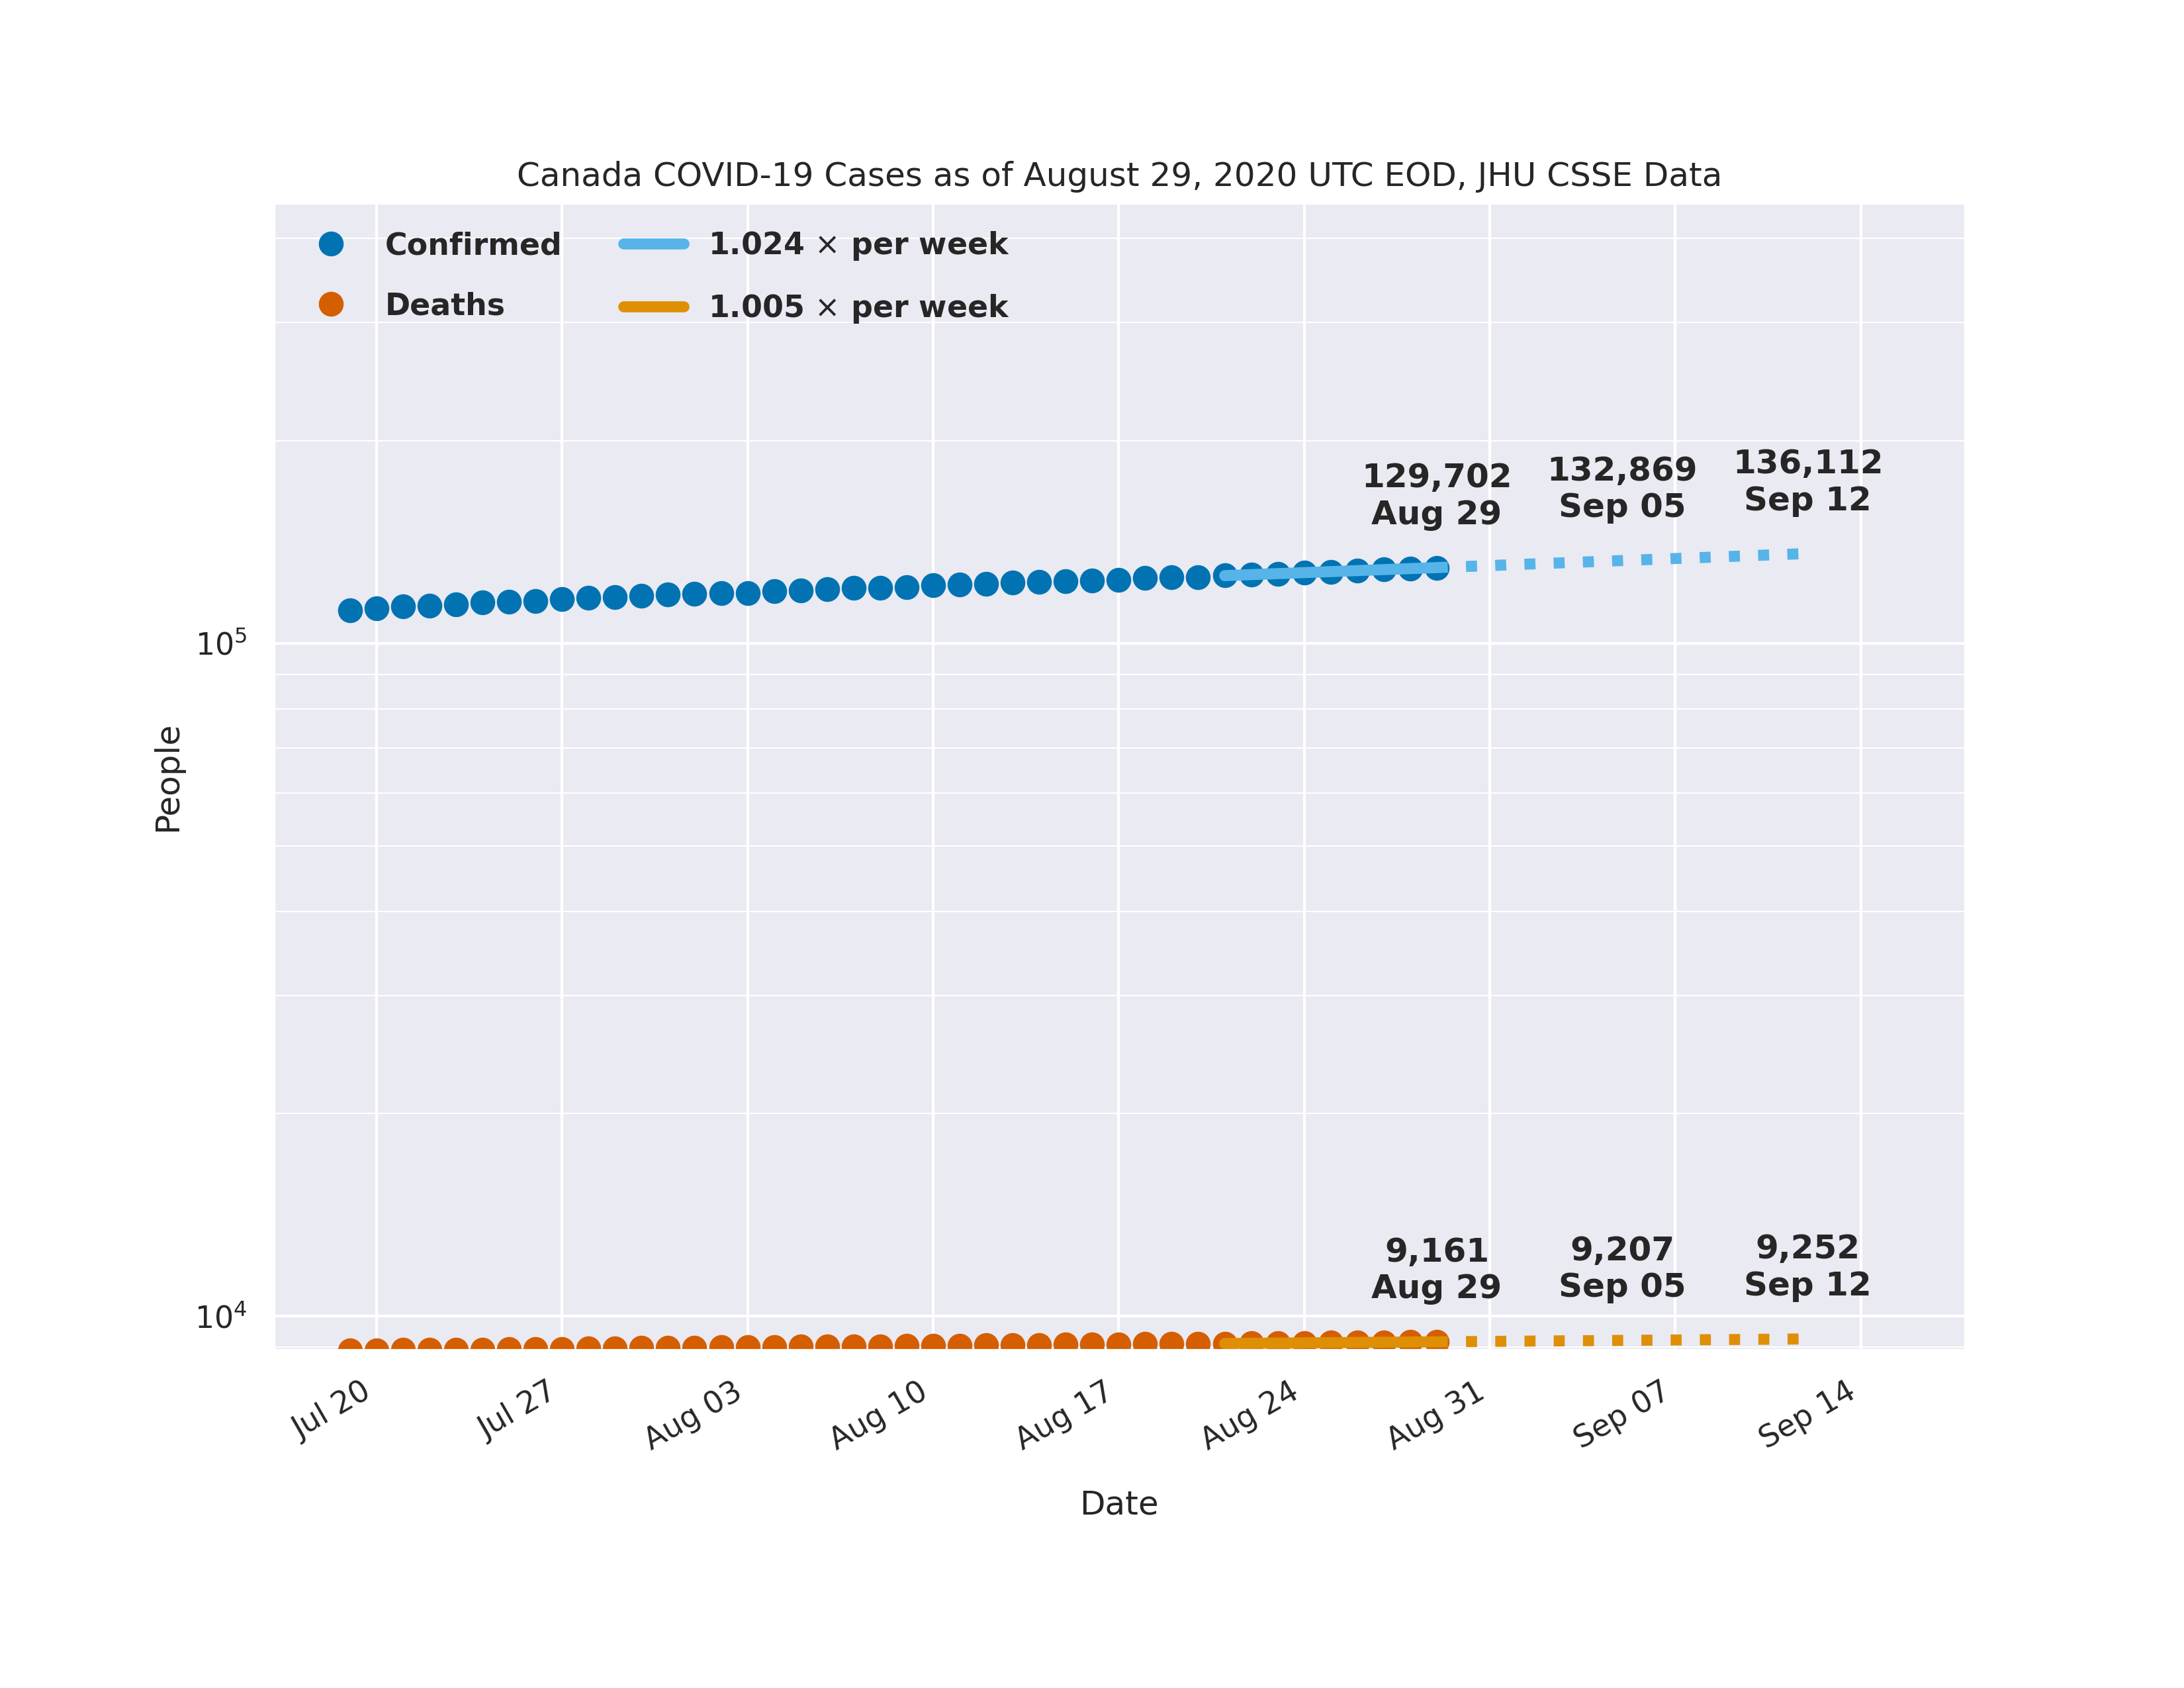 Canada COVID-19 Cases as of August 29, 2020 UTC EOD, JHU CSSE Data
Confirmed
Deaths
1.024 × per week
1.005 × per week
129,702
Aug 29
132,869
Sep 05
136,112
Sep 12
10⁵
People
9,161
Aug 29
9,207
Sep 05
9,252
Sep 12
10⁴
Jul 20
Jul 27
Aug 03
Aug 10
Aug 17
Aug 24
Aug 31
Sep 07
Sep 14
Date